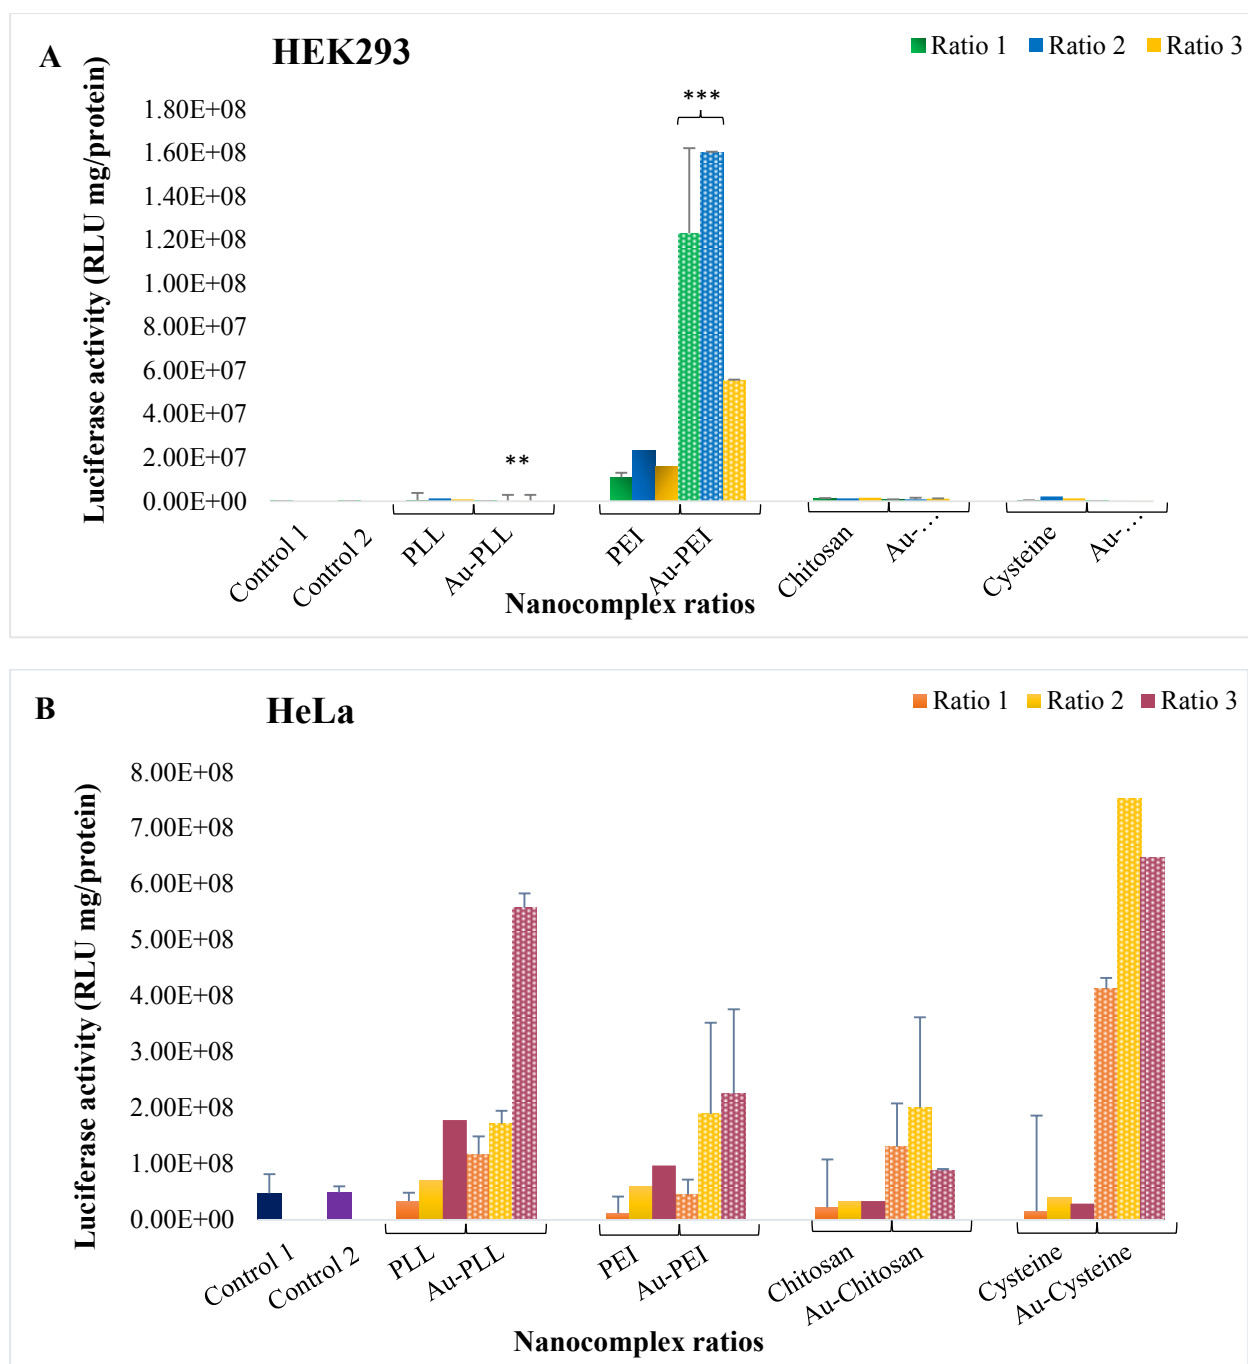 A
HEK293
Ratio 1 Ratio 2 Ratio 3
Luciferase activity (RLU mg/protein)
1.80E+08
1.60E+08
1.40E+08
1.20E+08
1.00E+08
8.00E+07
6.00E+07
4.00E+07
2.00E+07
0.00E+00
***
**
Control 1
Control 2
PLL
Au-PLL
PEI
Au-PEI
Chitosan
Au-…
Cysteine
Au-…
Nanocomplex ratios
B
HeLa
Ratio 1 Ratio 2 Ratio 3
Luciferase activity (RLU mg/protein)
8.00E+08
7.00E+08
6.00E+08
5.00E+08
4.00E+08
3.00E+08
2.00E+08
1.00E+08
0.00E+00
Control 1
Control 2
PLL
Au-PLL
PEI
Au-PEI
Chitosan
Au-Chitosan
Cysteine
Au-Cysteine
Nanocomplex ratios